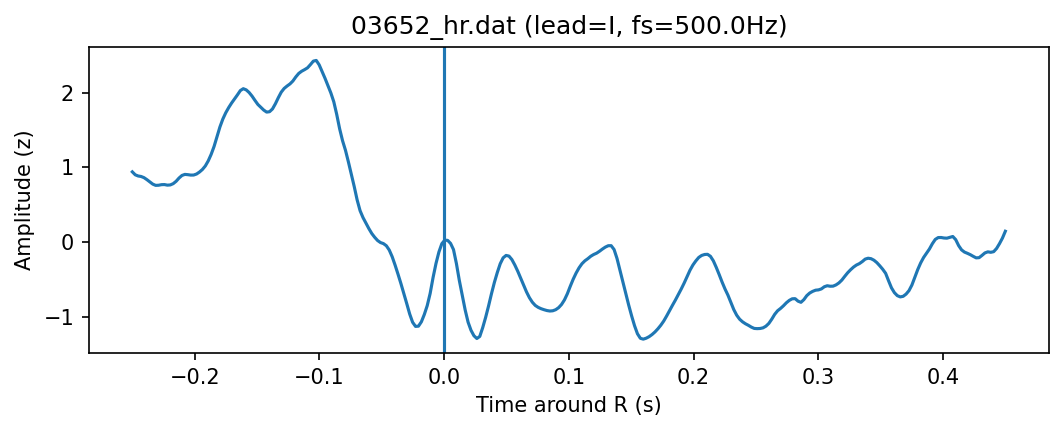 03652_hr.dat (lead=I, fs=500.0Hz)
Amplitude (z)
2
1
0
−1
−0.2 −0.1 0.0 0.1 0.2 0.3 0.4
Time around R (s)